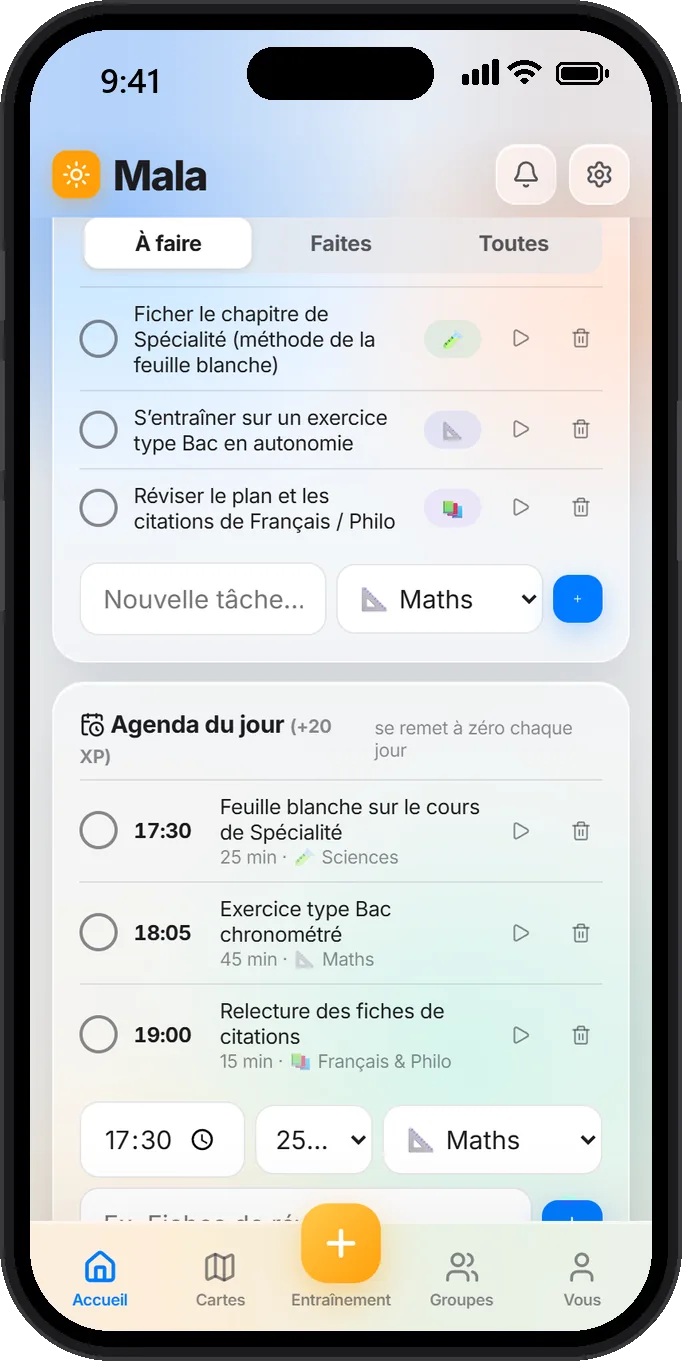 9:41
Mala
À faire
Faites
Toutes
Ficher le chapitre de
Spécialité (méthode de la
feuille blanche)
S’entraîner sur un exercice
type Bac en autonomie
Réviser le plan et les
citations de Français / Philo
Nouvelle tâche...
Maths
+
Agenda du jour (+20
XP)
se remet à zéro chaque
jour
17:30
Feuille blanche sur le cours
de Spécialité
25 min · Sciences
18:05
Exercice type Bac
chronométré
45 min · Maths
19:00
Relecture des fiches de
citations
15 min · Français & Philo
17:30
25...
Maths
+
Accueil
Cartes
Entraînement
Groupes
Vous